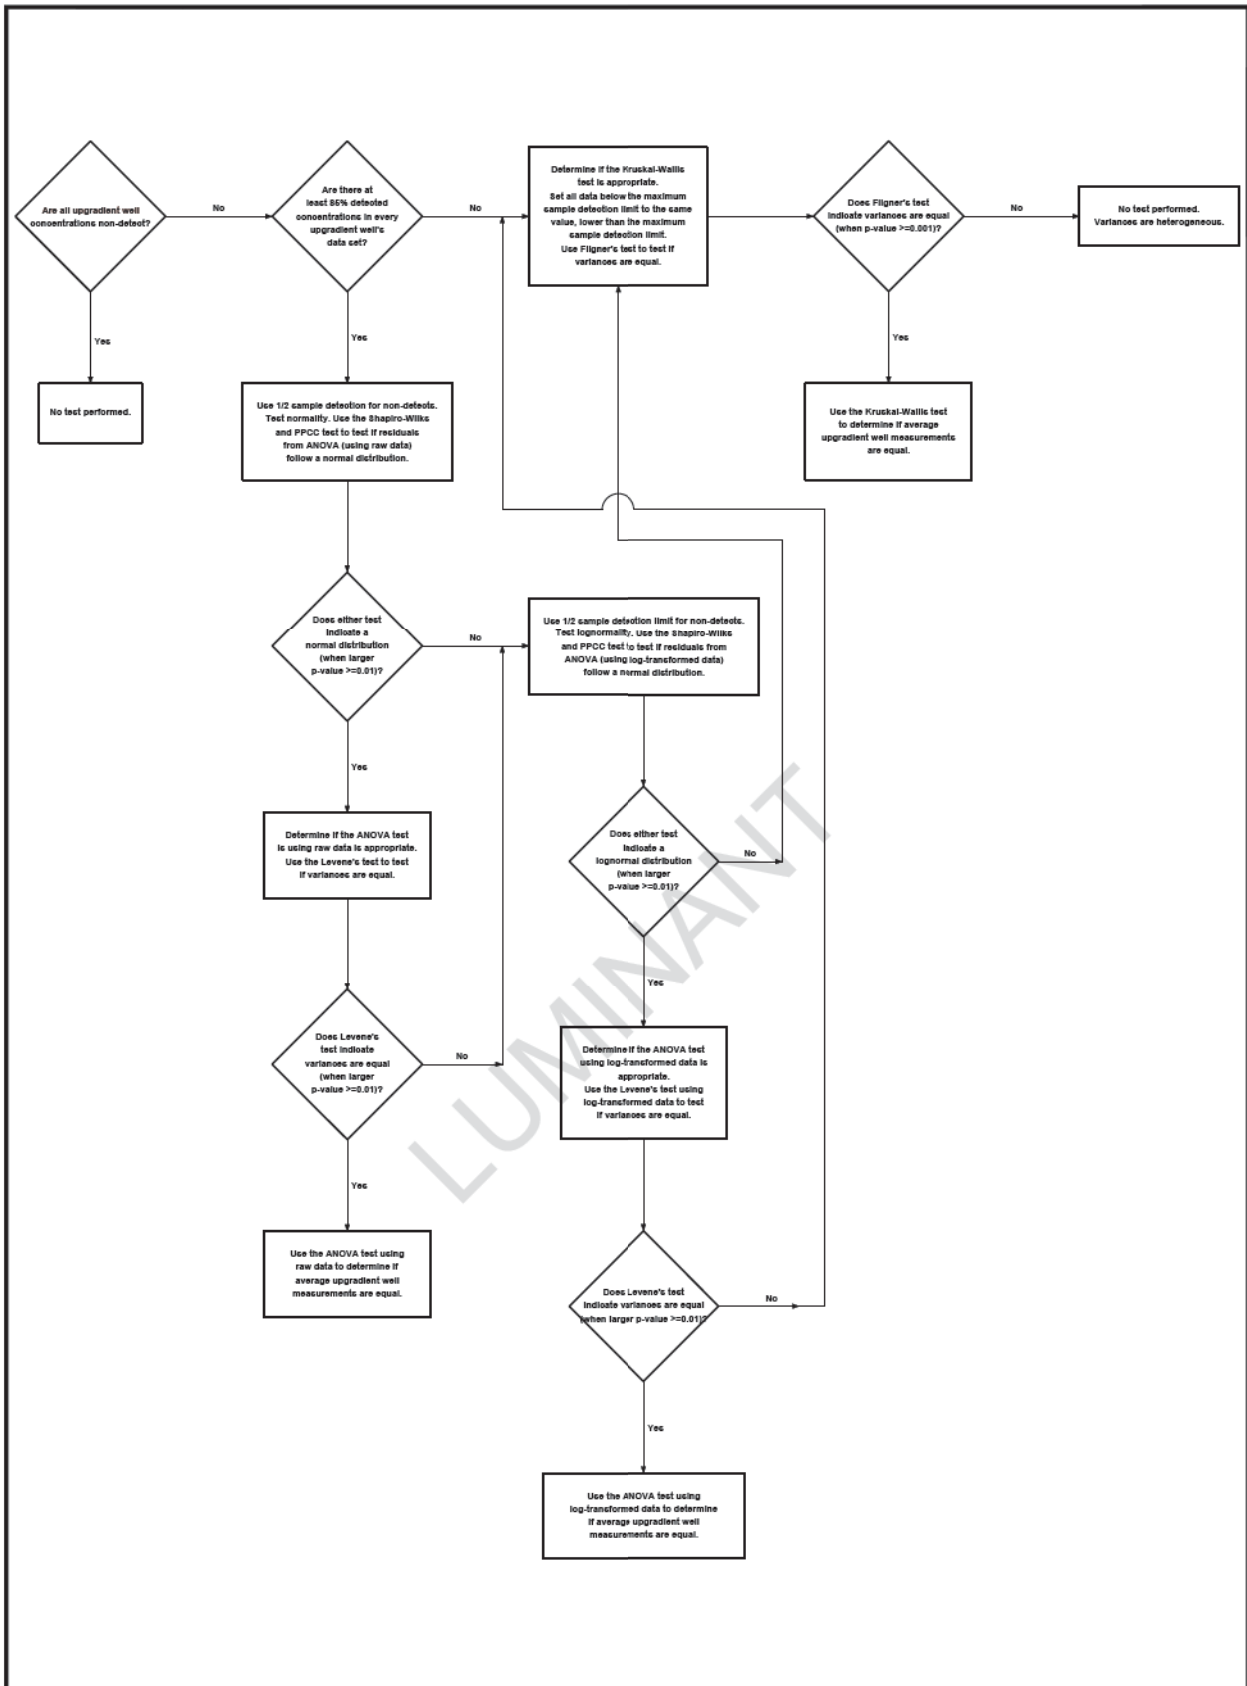 Are all upgradient well
concentrations non-detect?
No
Yes
No test performed.
Are there at
least 85% detected
concentrations in every
upgradient well's
data set?
No
Yes
Determine if the Kruskal-Wallis
test is appropriate.
Set all data below the maximum
sample detection limit to the same
value, lower than the maximum
sample detection limit.
Use Fligner's test to test if
variances are equal.
Does Fligner's test
indicate variances are equal
(when p-value >=0.001)?
No
Yes
No test performed.
Variances are heterogeneous.
Use the Kruskal-Wallis test
to determine if average
upgradient well measurements
are equal.
Use 1/2 sample detection for non-detects.
Test normality. Use the Shapiro-Wilks
and PPCC test to test if residuals
from ANOVA (using raw data)
follow a normal distribution.
Does either test
indicate a
normal distribution
(when larger
p-value >=0.01)?
No
Yes
Use 1/2 sample detection limit for non-detects.
Test lognormality. Use the Shapiro-Wilks
and PPCC test to test if residuals from
ANOVA (using log-transformed data)
follow a normal distribution.
Determine if the ANOVA test
is using raw data is appropriate.
Use the Levene's test to test
if variances are equal.
Does either test
indicate a
lognormal distribution
(when larger
p-value >=0.01)?
No
Yes
Does Levene's
test indicate
variances are equal
(when larger
p-value >=0.01)?
No
Yes
Determine if the ANOVA test
using log-transformed data is
appropriate.
Use the Levene's test using
log-transformed data to test
if variances are equal.
Use the ANOVA test using
raw data to determine if
average upgradient well
measurements are equal.
Does Levene's test
indicate variances are equal
(when larger p-value >=0.01)?
No
Yes
Use the ANOVA test using
log-transformed data to determine
if average upgradient well
measurements are equal.
LUMINANT